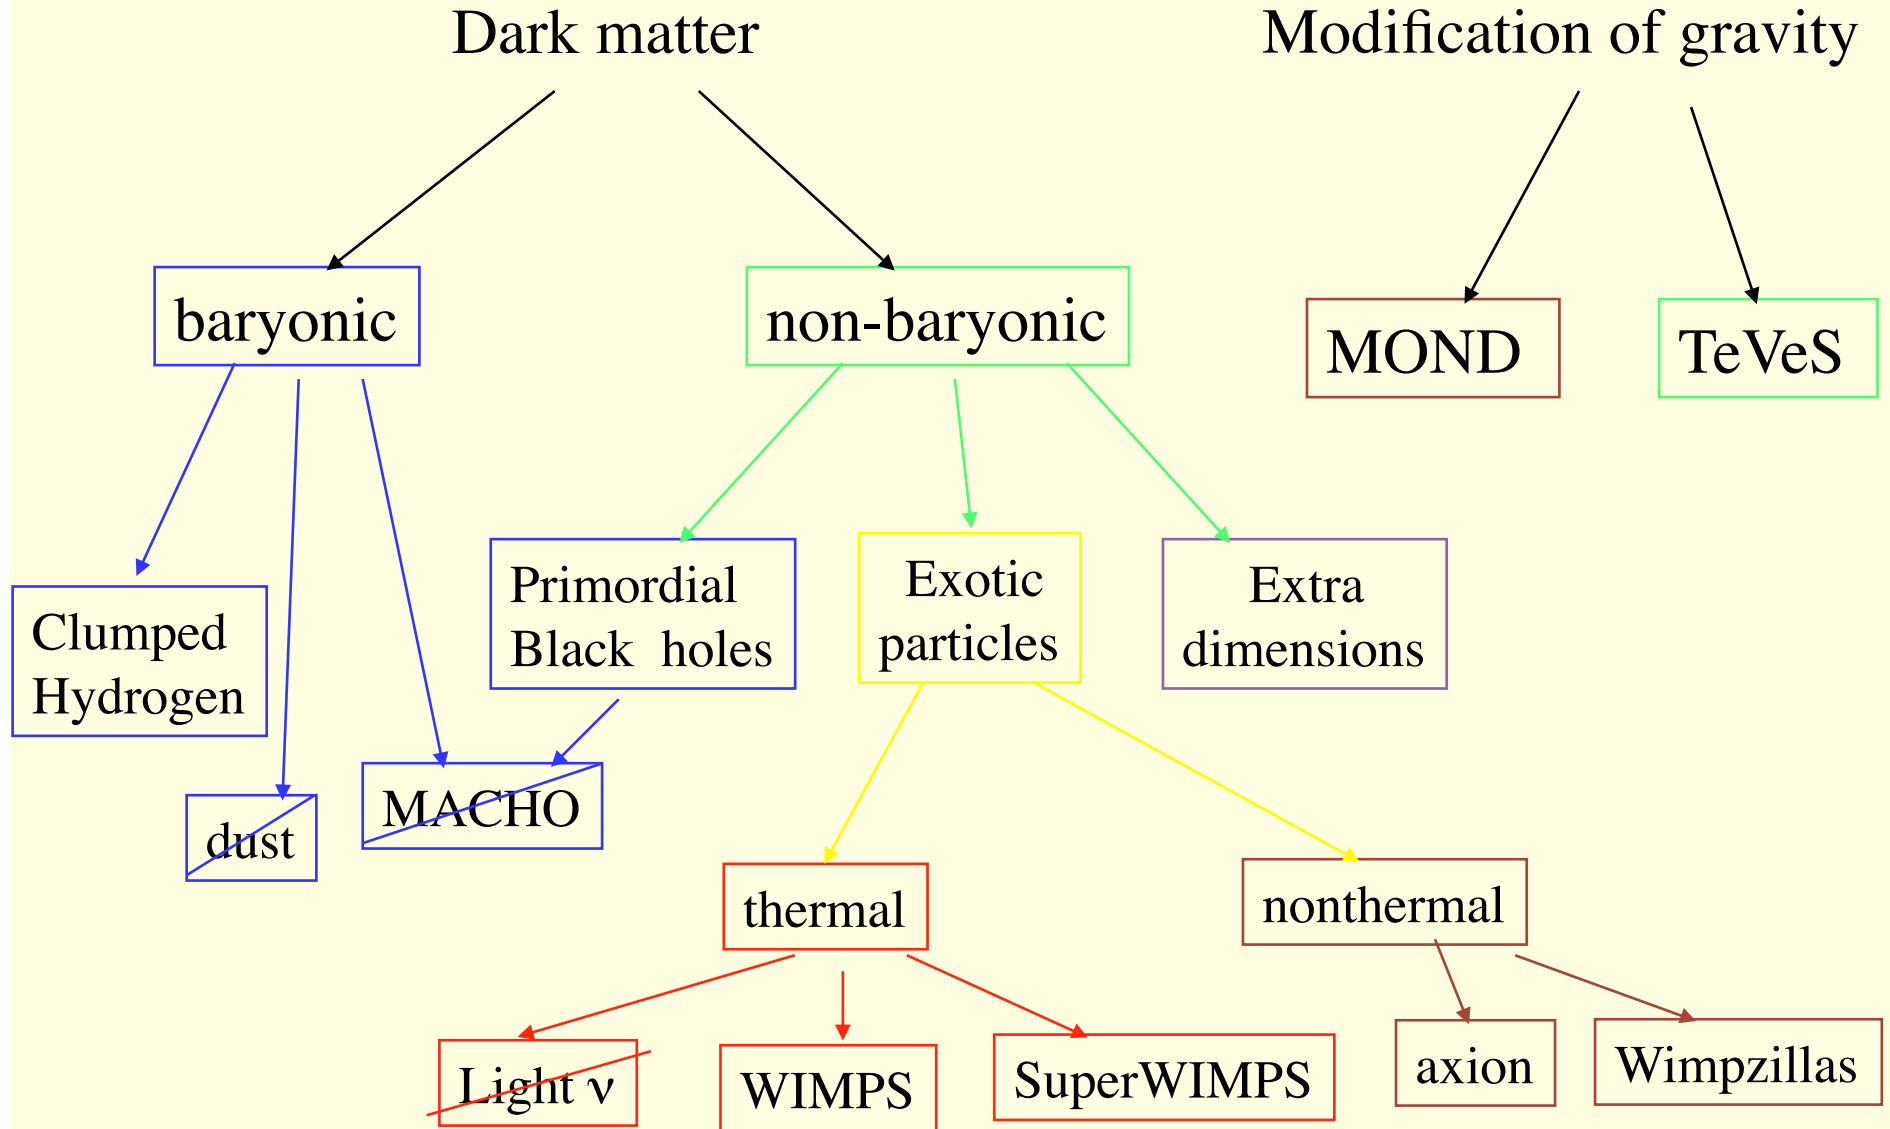 Dark matter
Modification of gravity
baryonic
non-baryonic
MOND
TeVeS
Clumped
Hydrogen
Primordial
Black holes
Exotic
particles
Extra
dimensions
dust
MACHO
thermal
nonthermal
Light ν
WIMPS
SuperWIMPS
axion
Wimpzillas